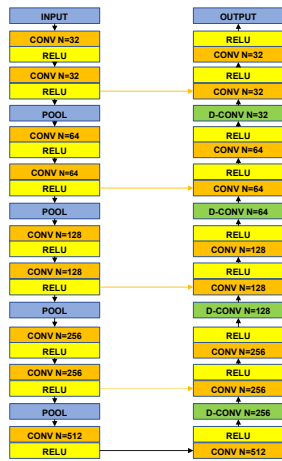 INPUT
CONV N=32
RELU
CONV N=32
RELU
POOL
CONV N=64
RELU
CONV N=64
RELU
POOL
CONV N=128
RELU
CONV N=128
RELU
POOL
CONV N=256
RELU
CONV N=256
RELU
POOL
CONV N=512
RELU
OUTPUT
RELU
CONV N=32
RELU
CONV N=32
D-CONV N=32
RELU
CONV N=64
RELU
CONV N=64
D-CONV N=64
RELU
CONV N=128
RELU
CONV N=128
D-CONV N=128
RELU
CONV N=256
RELU
CONV N=256
D-CONV N=256
RELU
CONV N=512